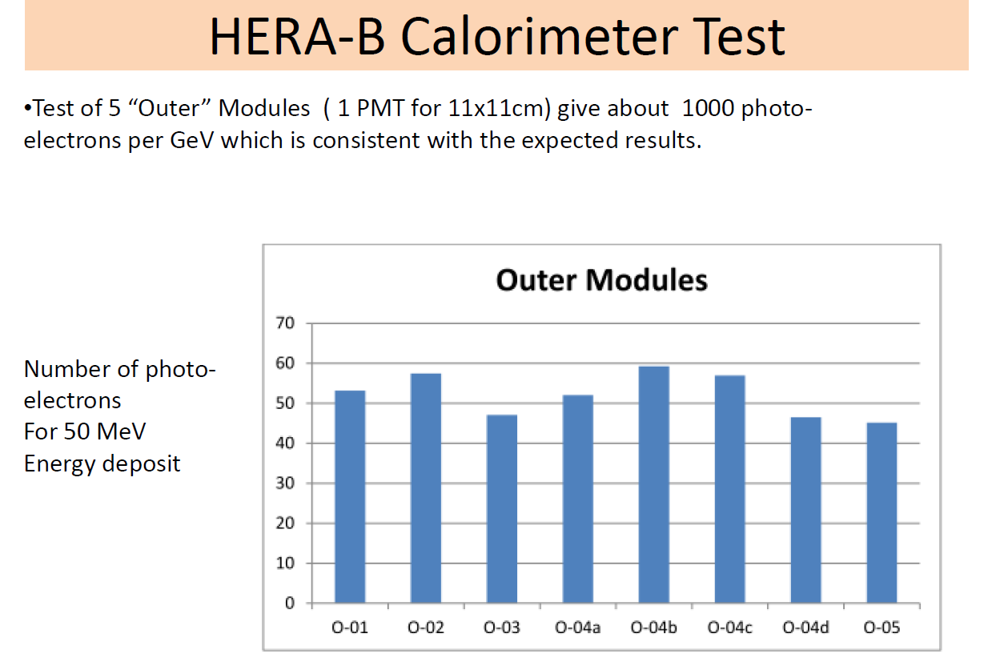 HERA-B Calorimeter Test
•Test of 5 “Outer” Modules ( 1 PMT for 11x11cm) give about 1000 photo-
electrons per GeV which is consistent with the expected results.
Number of photo-
electrons
For 50 MeV
Energy deposit
Outer Modules
70
60
50
40
30
20
10
0
O-01 O-02 O-03 O-04a O-04b O-04c O-04d O-05